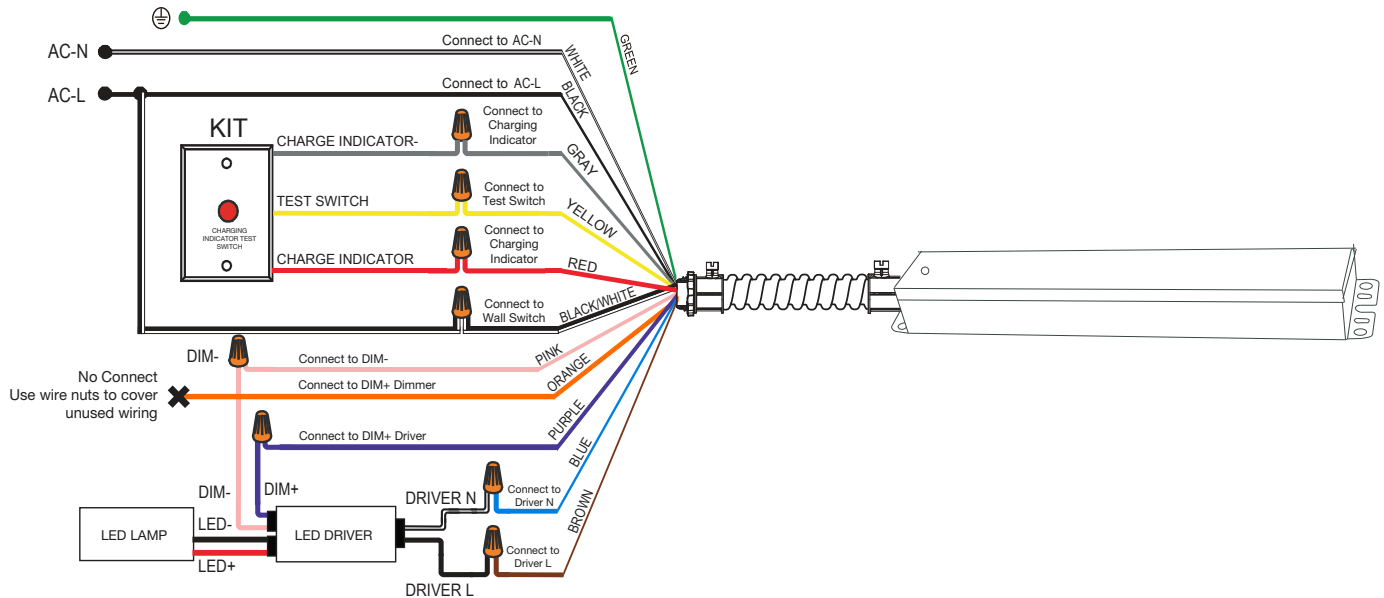 AC-N
Connect to AC-N
WHITE
GREEN
AC-L
Connect to AC-L
BLACK
KIT
CHARGE INDICATOR-
Connect to
Charging
Indicator
GRAY
TEST SWITCH
Connect to
Test Switch
YELLOW
CHARGING
INDICATOR TEST
SWITCH
CHARGE INDICATOR
Connect to
Charging
Indicator
RED
Connect to
Wall Switch
BLACK/WHITE
DIM-
Connect to DIM-
PINK
No Connect
Use wire nuts to cover
unused wiring
Connect to DIM+ Dimmer
ORANGE
Connect to DIM+ Driver
PURPLE
BLUE
BROWN
DIM-
DIM+
DRIVER N
Connect to
Driver N
LED LAMP
LED-
LED+
LED DRIVER
DRIVER L
Connect to
Driver L